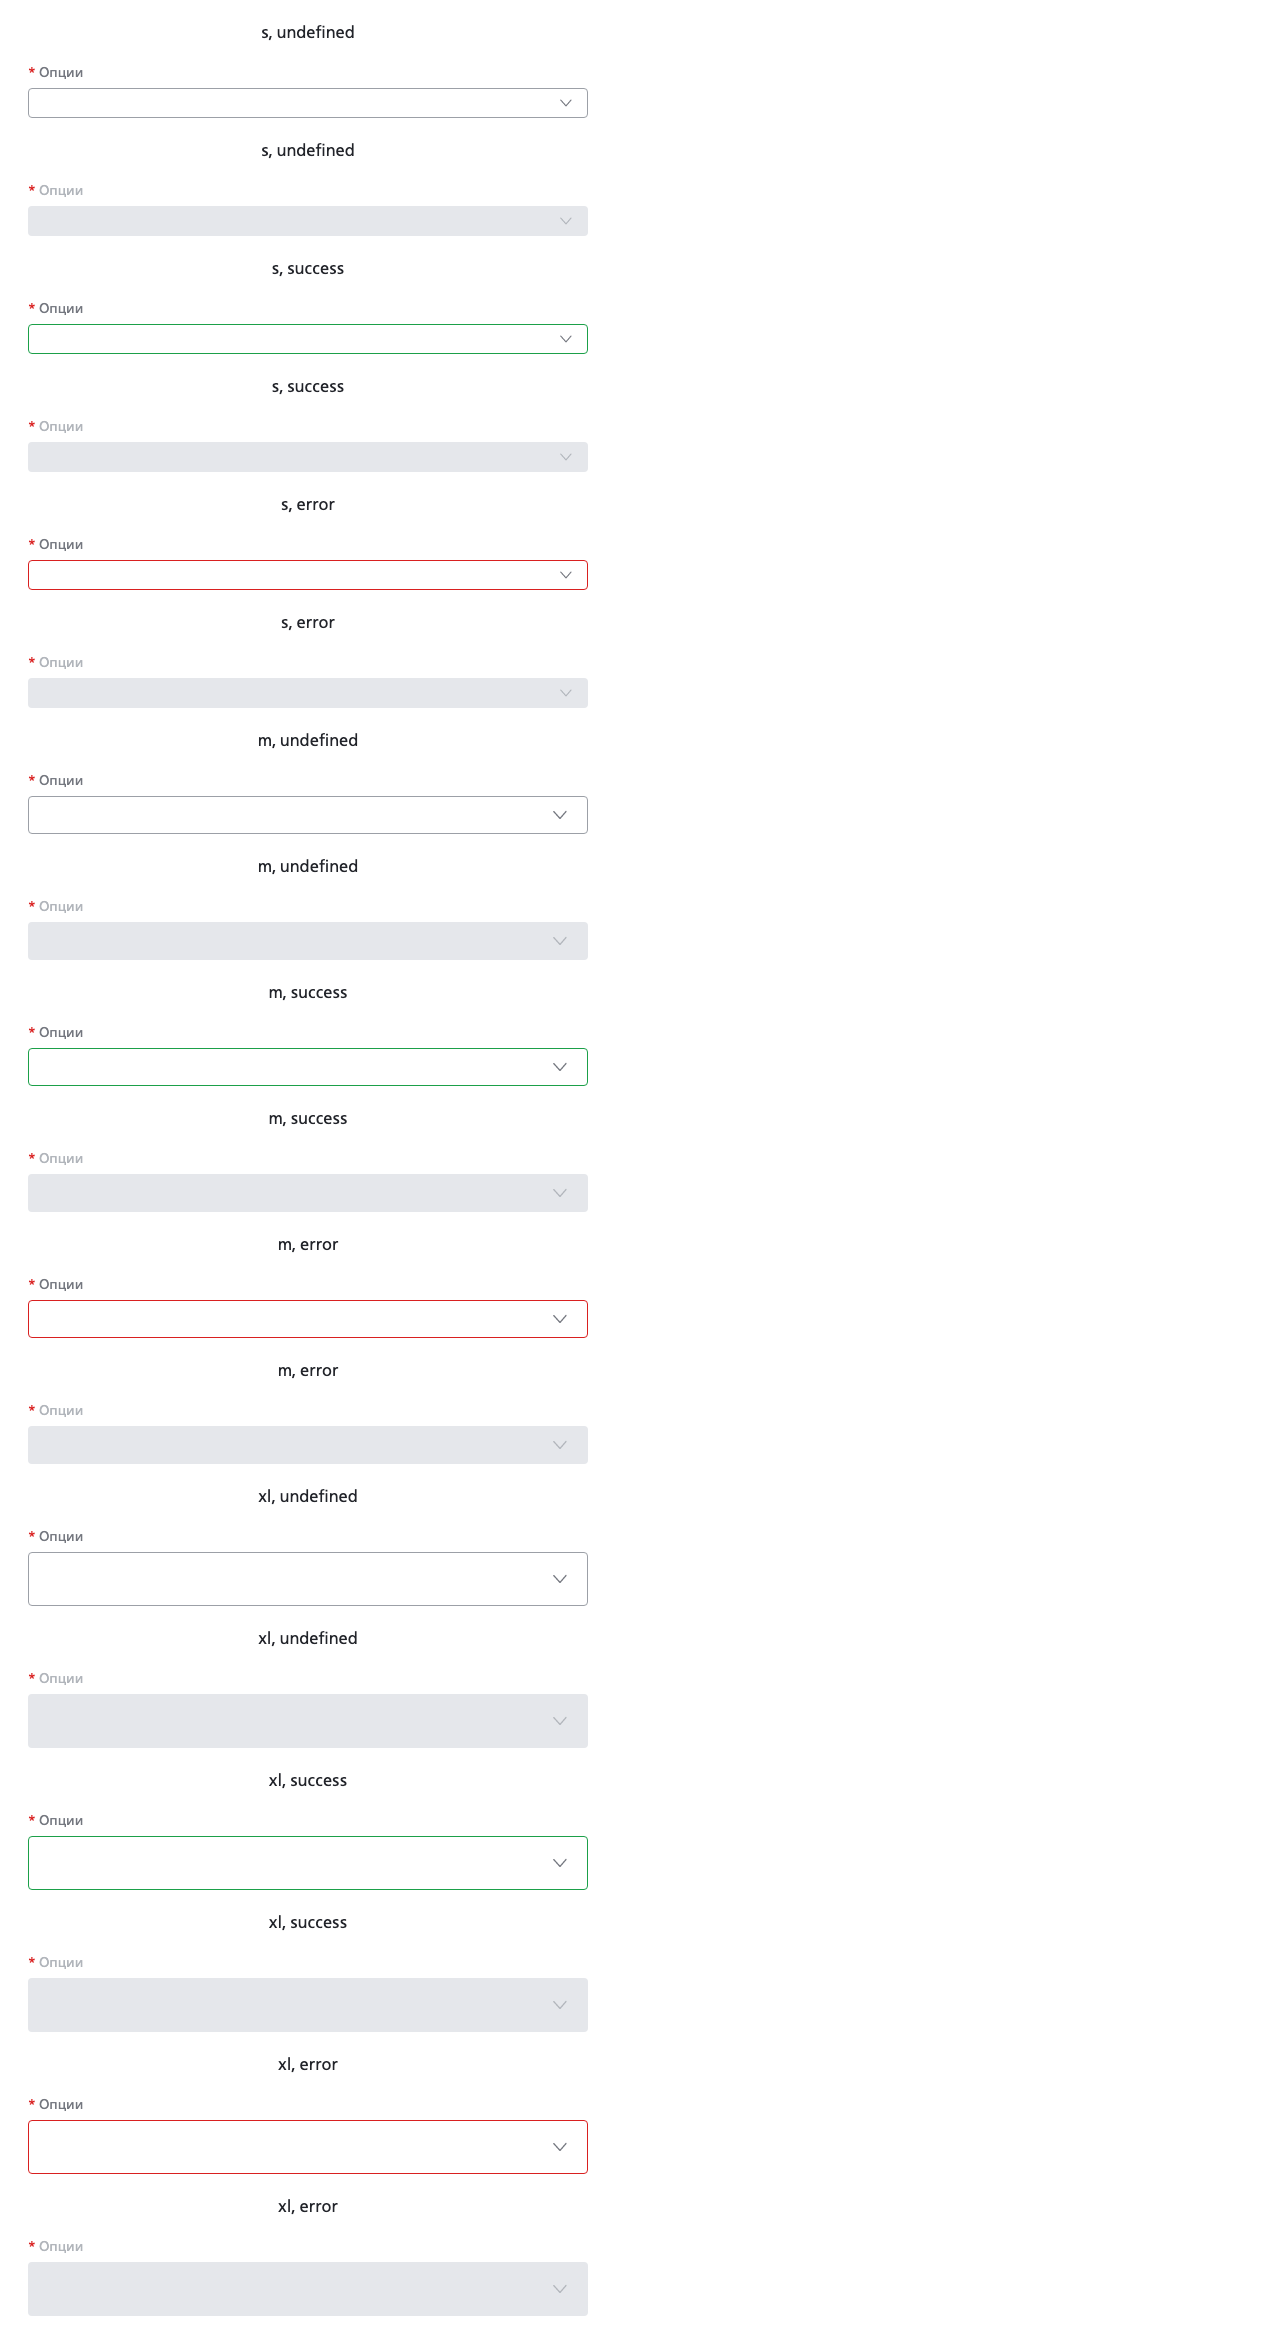 s, undefined
* Опции
s, undefined
* Опции
s, success
* Опции
s, success
* Опции
s, error
* Опции
s, error
* Опции
m, undefined
* Опции
m, undefined
* Опции
m, success
* Опции
m, success
* Опции
m, error
* Опции
m, error
* Опции
xl, undefined
* Опции
xl, undefined
* Опции
xl, success
* Опции
xl, success
* Опции
xl, error
* Опции
xl, error
* Опции